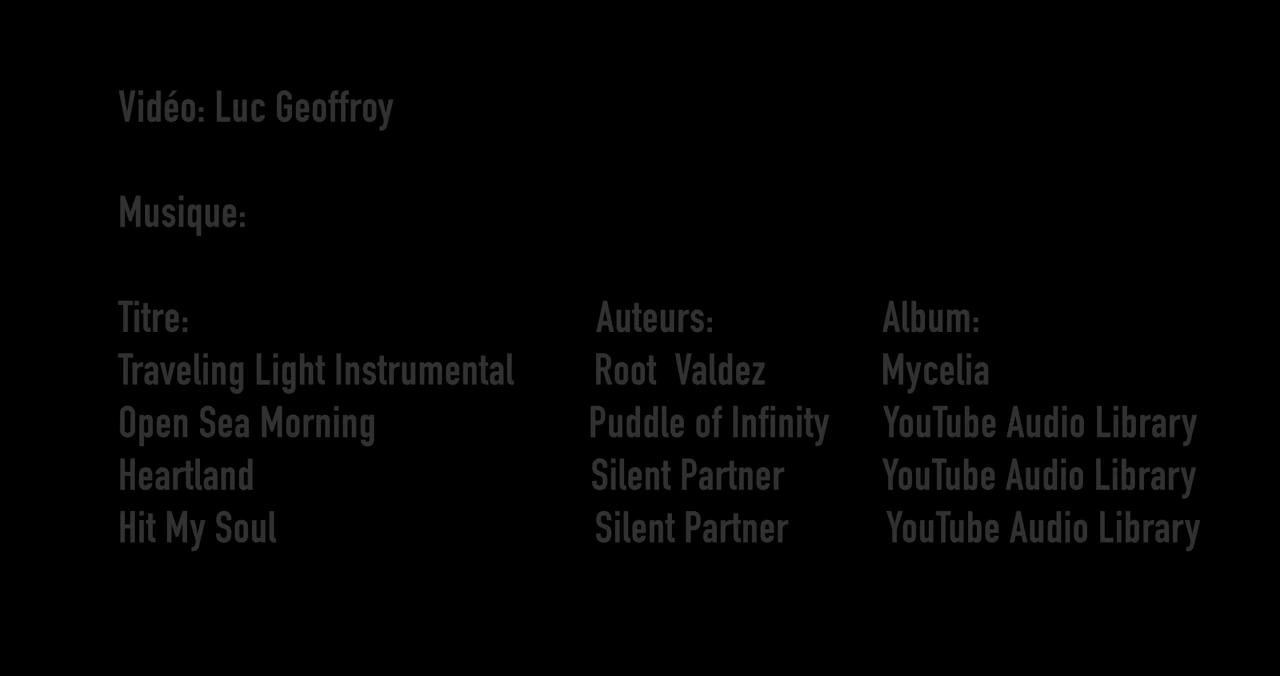 Vidéo: Luc Geoffroy
Musique:
Titre: Auteurs: Album:
Traveling Light Instrumental Root Valdez Mycelia
Open Sea Morning Puddle of Infinity YouTube Audio Library
Heartland Silent Partner YouTube Audio Library
Hit My Soul Silent Partner YouTube Audio Library